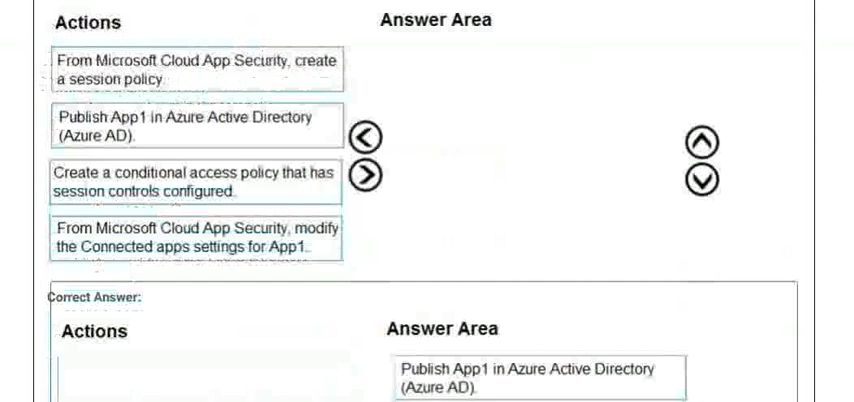 Actions
Answer Area
From Microsoft Cloud App Security, create
a session policy.
Publish App1 in Azure Active Directory
(Azure AD).
Create a conditional access policy that has
session controls configured.
From Microsoft Cloud App Security, modify
the Connected apps settings for App1.
Correct Answer:
Actions
Answer Area
Publish App1 in Azure Active Directory
(Azure AD).